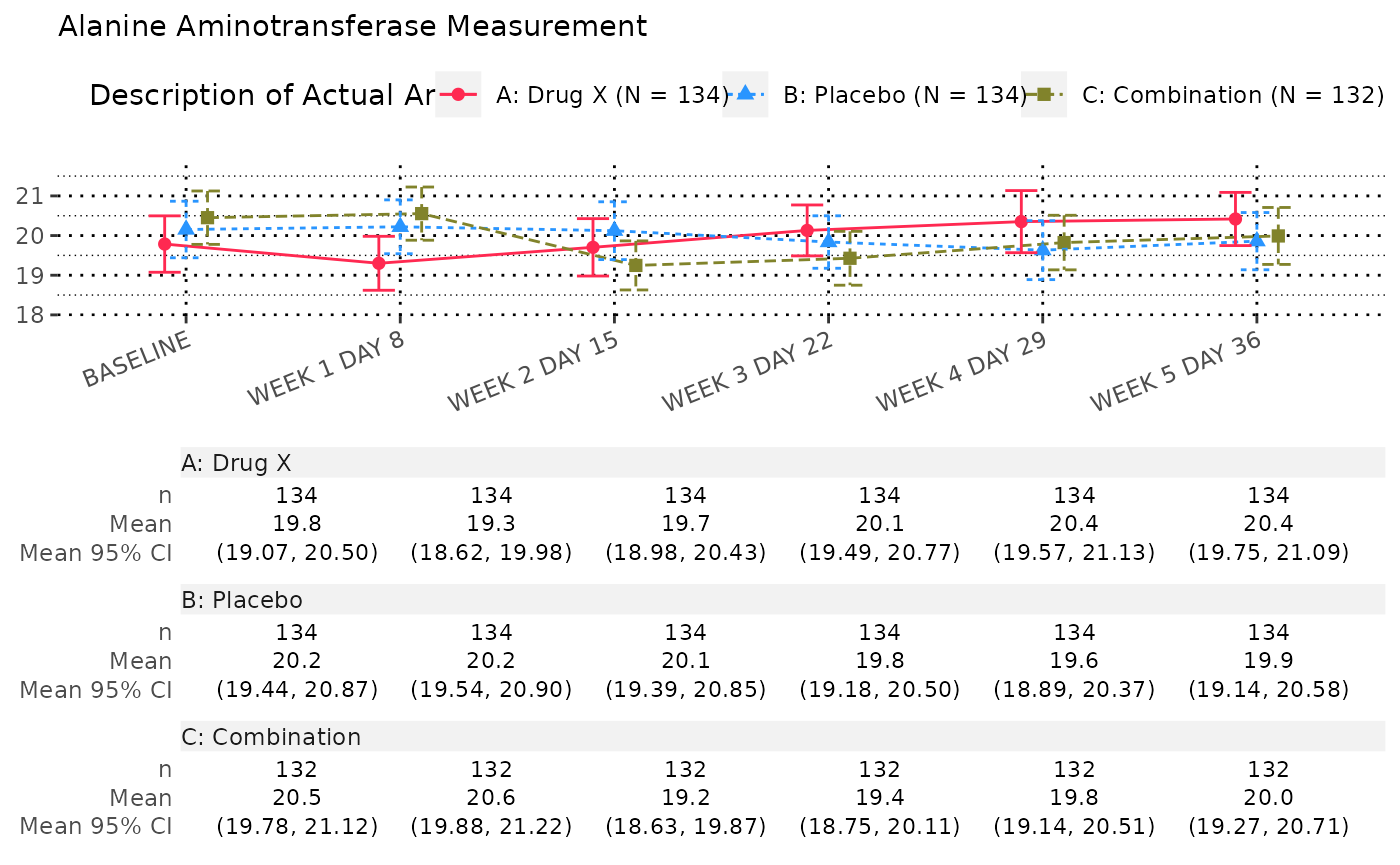 Alanine Aminotransferase Measurement
Description of Actual Ar A: Drug X (N = 134) B: Placebo (N = 134) C: Combination (N = 132)
21
20
19
18
BASELINE WEEK 1 DAY 8 WEEK 2 DAY 15 WEEK 3 DAY 22 WEEK 4 DAY 29 WEEK 5 DAY 36
A: Drug X
n 134 134 134 134 134 134
Mean 19.8 19.3 19.7 20.1 20.4 20.4
Mean 95% CI (19.07, 20.50) (18.62, 19.98) (18.98, 20.43) (19.49, 20.77) (19.57, 21.13) (19.75, 21.09)
B: Placebo
n 134 134 134 134 134 134
Mean 20.2 20.2 20.1 19.8 19.6 19.9
Mean 95% CI (19.44, 20.87) (19.54, 20.90) (19.39, 20.85) (19.18, 20.50) (18.89, 20.37) (19.14, 20.58)
C: Combination
n 132 132 132 132 132 132
Mean 20.5 20.6 19.2 19.4 19.8 20.0
Mean 95% CI (19.78, 21.12) (19.88, 21.22) (18.63, 19.87) (18.75, 20.11) (19.14, 20.51) (19.27, 20.71)